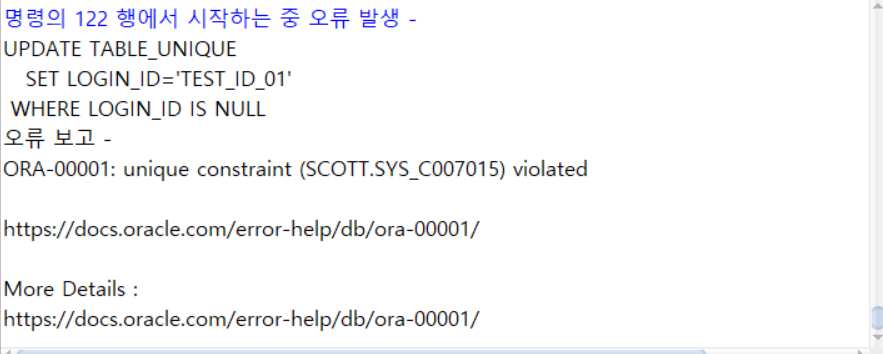 명령의 122 행에서 시작하는 중 오류 발생 -
UPDATE TABLE_UNIQUE
SET LOGIN_ID='TEST_ID_01'
WHERE LOGIN_ID IS NULL
오류 보고 -
ORA-00001: unique constraint (SCOTT.SYS_C007015) violated
https://docs.oracle.com/error-help/db/ora-00001/
More Details :
https://docs.oracle.com/error-help/db/ora-00001/